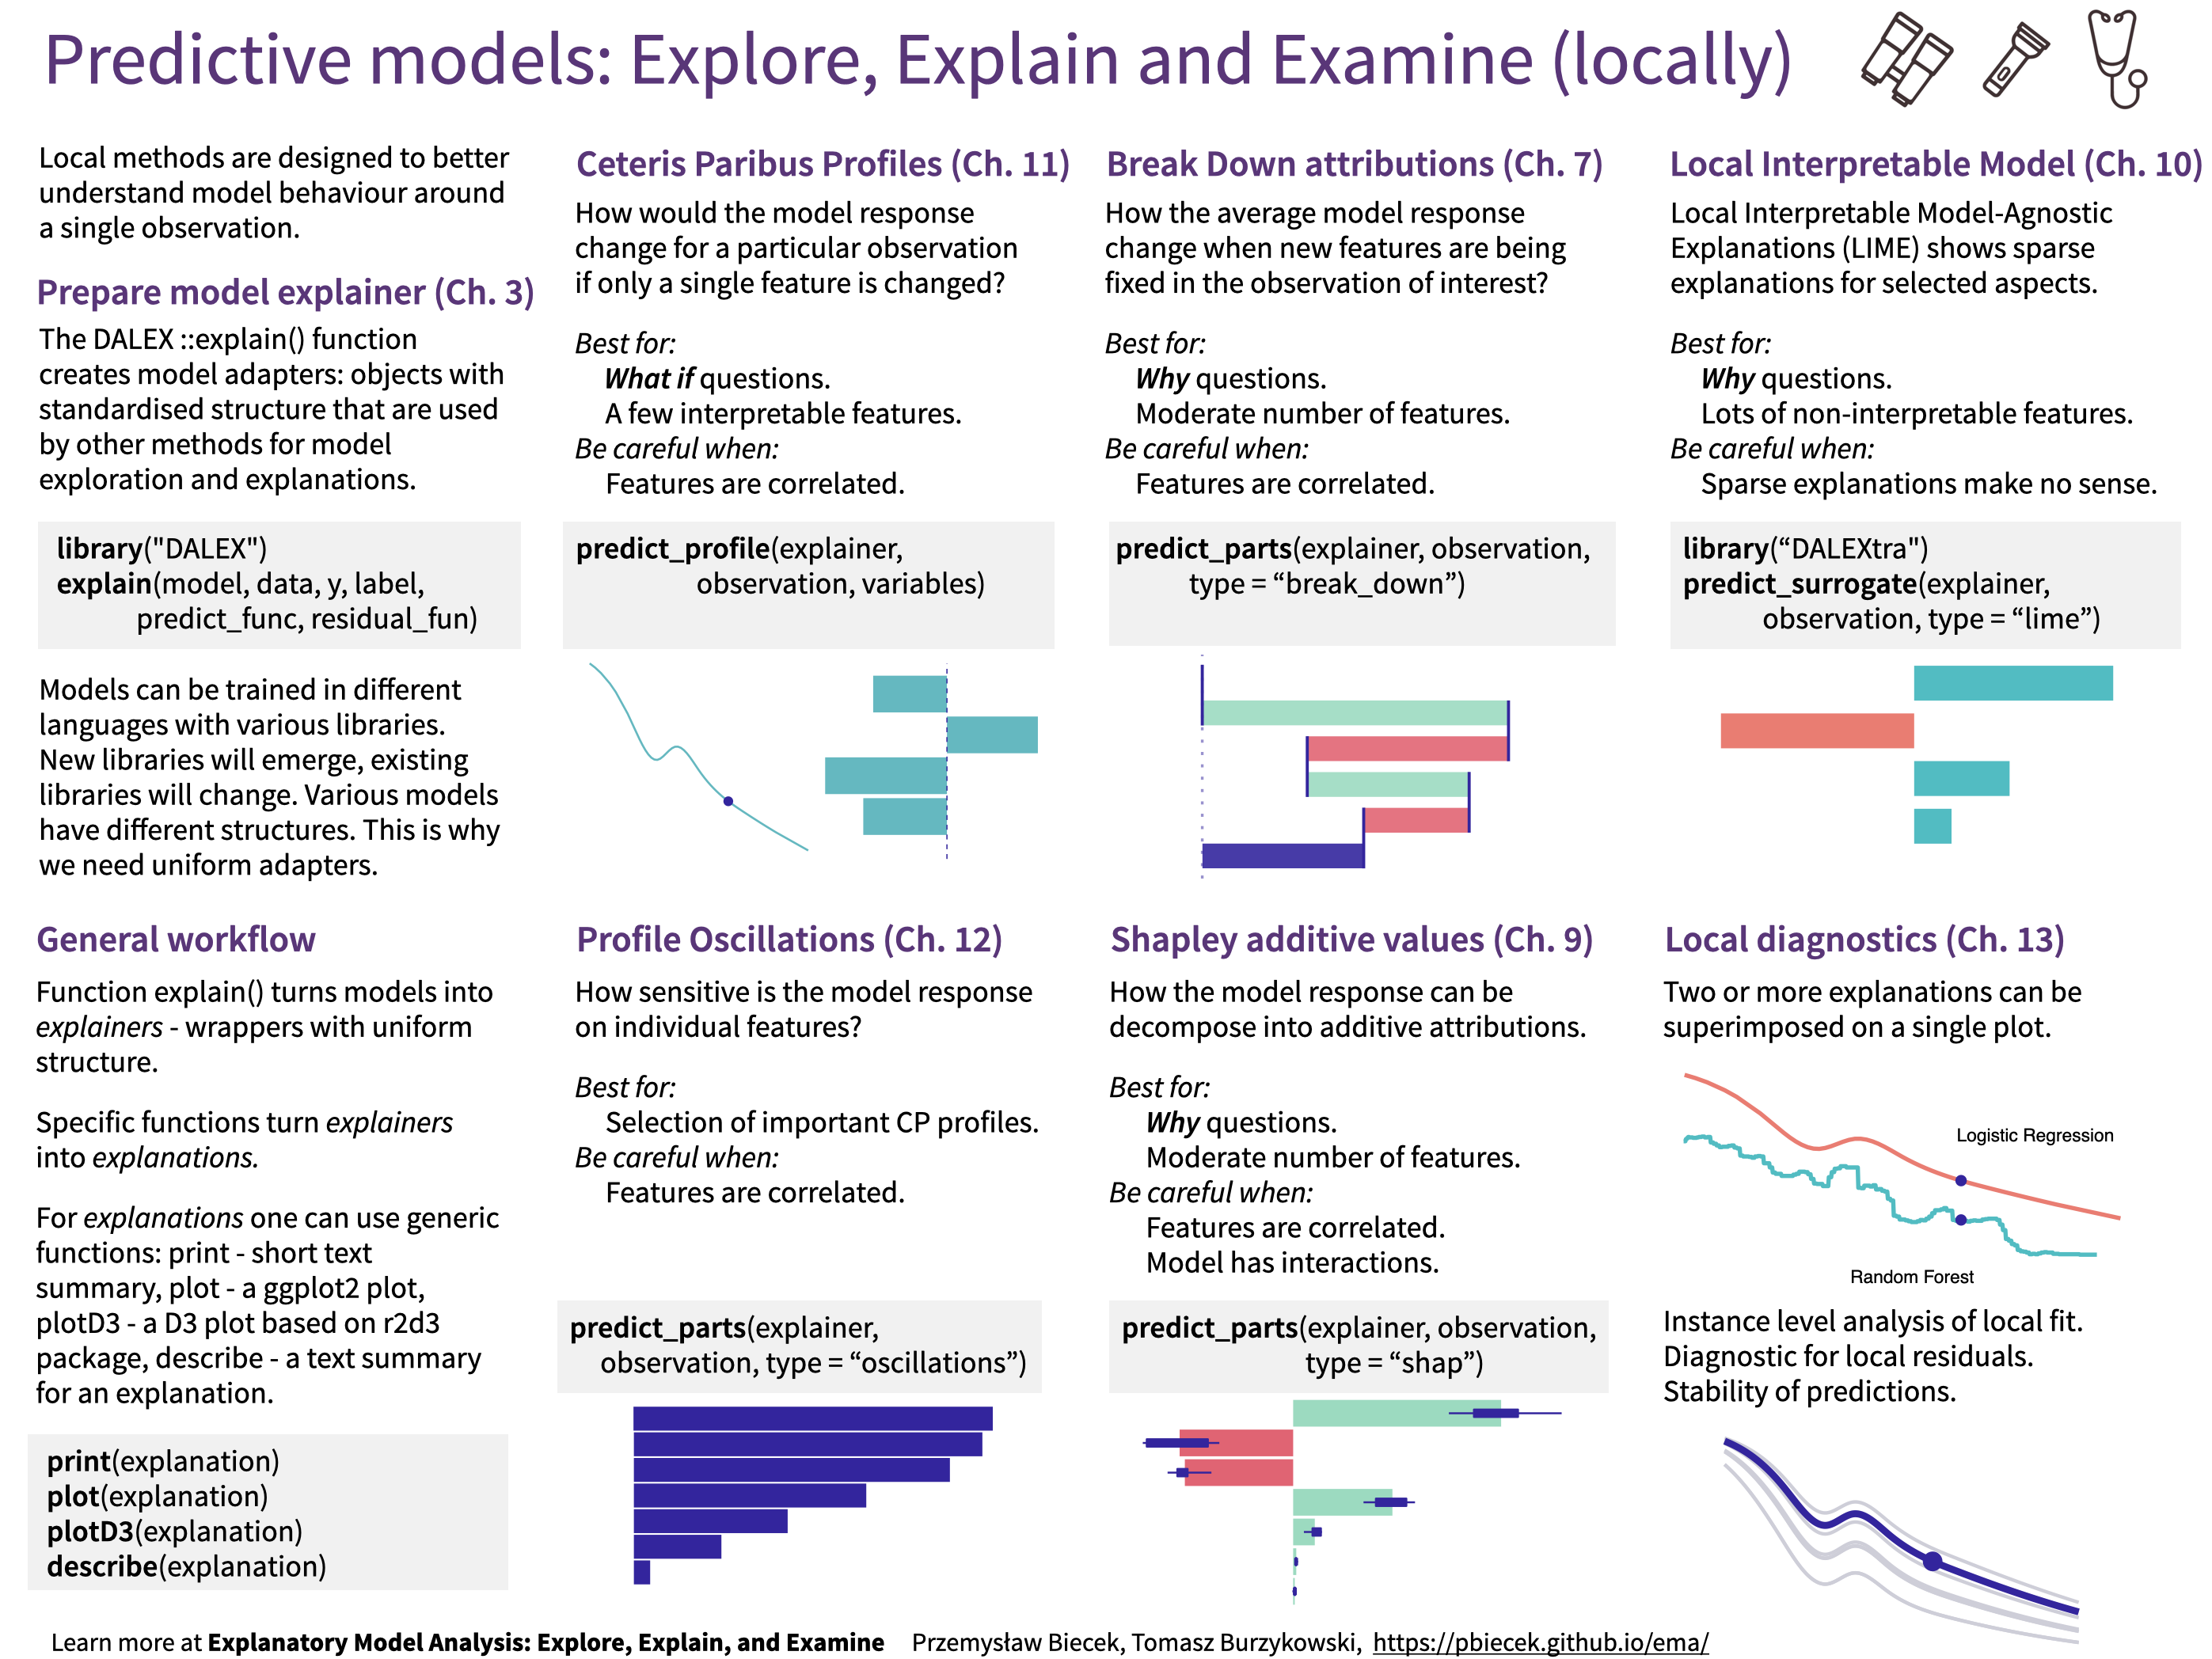 Predictive models: Explore, Explain and Examine (locally)
Local methods are designed to better
understand model behaviour around
a single observation.
Prepare model explainer (Ch. 3)
The DALEX ::explain() function
creates model adapters: objects with
standardised structure that are used
by other methods for model
exploration and explanations.
library("DALEX")
explain(model, data, y, label,
predict_func, residual_fun)
Models can be trained in different
languages with various libraries.
New libraries will emerge, existing
libraries will change. Various models
have different structures. This is why
we need uniform adapters.
General workflow
Function explain() turns models into
explainers - wrappers with uniform
structure.
Specific functions turn explainers
into explanations.
For explanations one can use generic
functions: print - short text
summary, plot - a ggplot2 plot,
plotD3 - a D3 plot based on r2d3
package, describe - a text summary
for an explanation.
print(explanation)
plot(explanation)
plotD3(explanation)
describe(explanation)
Ceteris Paribus Profiles (Ch. 11)
How would the model response
change for a particular observation
if only a single feature is changed?
Best for:
What if questions.
A few interpretable features.
Be careful when:
Features are correlated.
predict_profile(explainer,
observation, variables)
Profile Oscillations (Ch. 12)
How sensitive is the model response
on individual features?
Best for:
Selection of important CP profiles.
Be careful when:
Features are correlated.
predict_parts(explainer,
observation, type = “oscillations”)
Break Down attributions (Ch. 7)
How the average model response
change when new features are being
fixed in the observation of interest?
Best for:
Why questions.
Moderate number of features.
Be careful when:
Features are correlated.
predict_parts(explainer, observation,
type = “break_down”)
Shapley additive values (Ch. 9)
How the model response can be
decompose into additive attributions.
Best for:
Why questions.
Moderate number of features.
Be careful when:
Features are correlated.
Model has interactions.
predict_parts(explainer, observation,
type = “shap”)
Local Interpretable Model (Ch. 10)
Local Interpretable Model-Agnostic
Explanations (LIME) shows sparse
explanations for selected aspects.
Best for:
Why questions.
Lots of non-interpretable features.
Be careful when:
Sparse explanations make no sense.
library(“DALEXtra")
predict_surrogate(explainer,
observation, type = “lime”)
Local diagnostics (Ch. 13)
Two or more explanations can be
superimposed on a single plot.
Logistic Regression
Random Forest
Instance level analysis of local fit.
Diagnostic for local residuals.
Stability of predictions.
Learn more at Explanatory Model Analysis: Explore, Explain, and Examine Przemysław Biecek, Tomasz Burzykowski, https://pbiecek.github.io/ema/